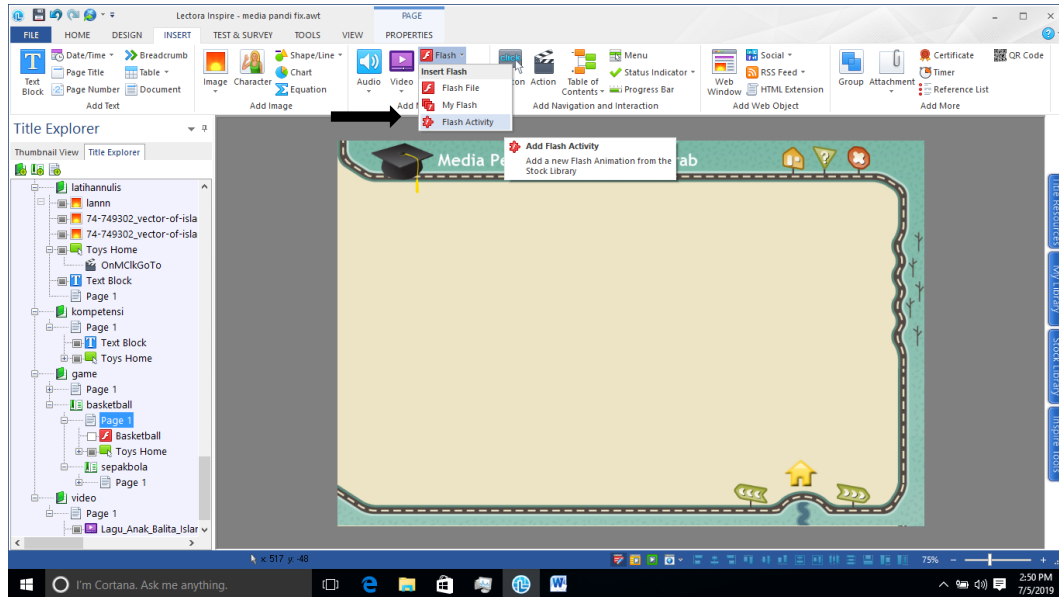 Lectora Inspire - media pandi fix.awt
PAGE
FILE HOME DESIGN INSERT TEST & SURVEY TOOLS VIEW PROPERTIES
Text Block
Date/Time
Breadcrumb
Page Title
Table
Page Number
Document
Add Text
Image
Character
Shape/Line
Chart
Equation
Add Image
Audio
Video
Flash
Insert Flash
Flash File
My Flash
Flash Activity
Add Flash Activity
Add a new Flash Animation from the
Stock Library
Action
Table of
Contents
Menu
Status Indicator
Progress Bar
Add Navigation and Interaction
Web
Window
Social
RSS Feed
HTML Extension
Add Web Object
Group
Attachment
Certificate
Timer
Reference List
QR Code
Add More
Title Explorer
Thumbnail View Title Explorer
latihannulis
lannn
74-749302_vector-of-isla
74-749302_vector-of-isla
Toys Home
OnMClkGoTo
Text Block
Page 1
kompetensi
Page 1
Text Block
Toys Home
game
Page 1
basketball
Page 1
Basketball
Toys Home
sepakbola
Page 1
video
Page 1
Lagu_Anak_Balita_Islar
Media Pe
rab
Title Resources
My Library
Stock Library
Inspire Tools
x: 517 y: -48
75%
I'm Cortana. Ask me anything.
2:50 PM
7/5/2019